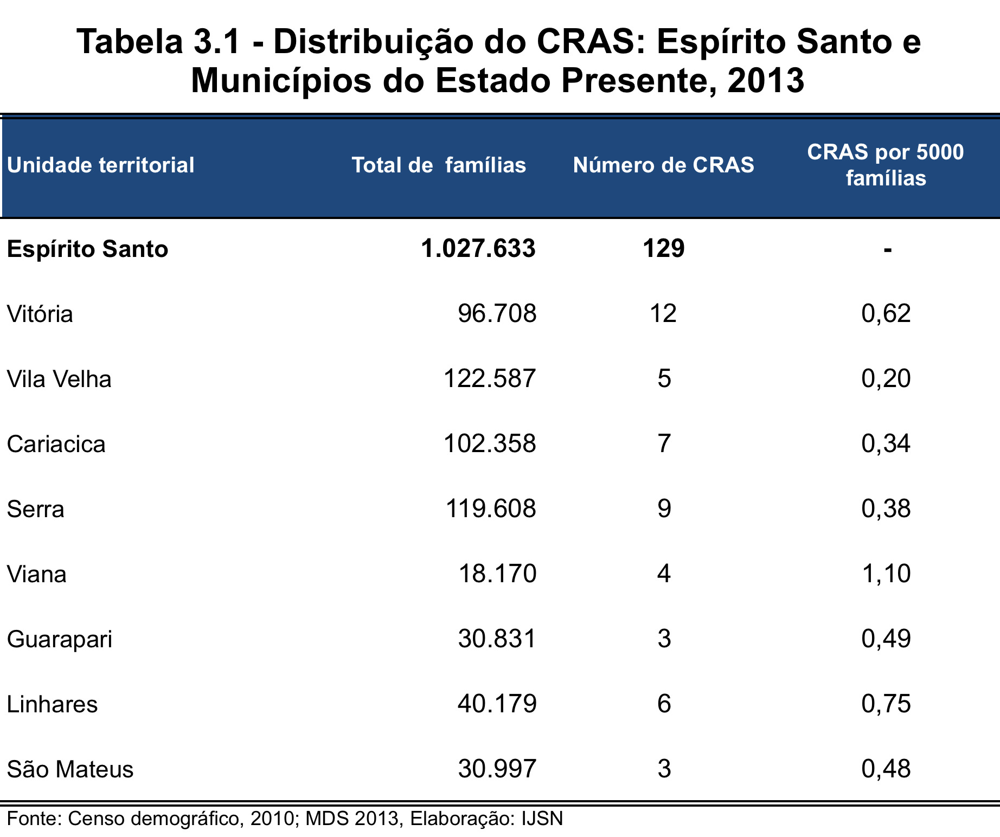 Tabela 3.1 - Distribuição do CRAS: Espírito Santo e
Municípios do Estado Presente, 2013
Unidade territorial Total de famílias Número de CRAS CRAS por 5000 famílias
Espírito Santo 1.027.633 129 -
Vitória 96.708 12 0,62
Vila Velha 122.587 5 0,20
Cariacica 102.358 7 0,34
Serra 119.608 9 0,38
Viana 18.170 4 1,10
Guarapari 30.831 3 0,49
Linhares 40.179 6 0,75
São Mateus 30.997 3 0,48
Fonte: Censo demográfico, 2010; MDS 2013, Elaboração: IJSN